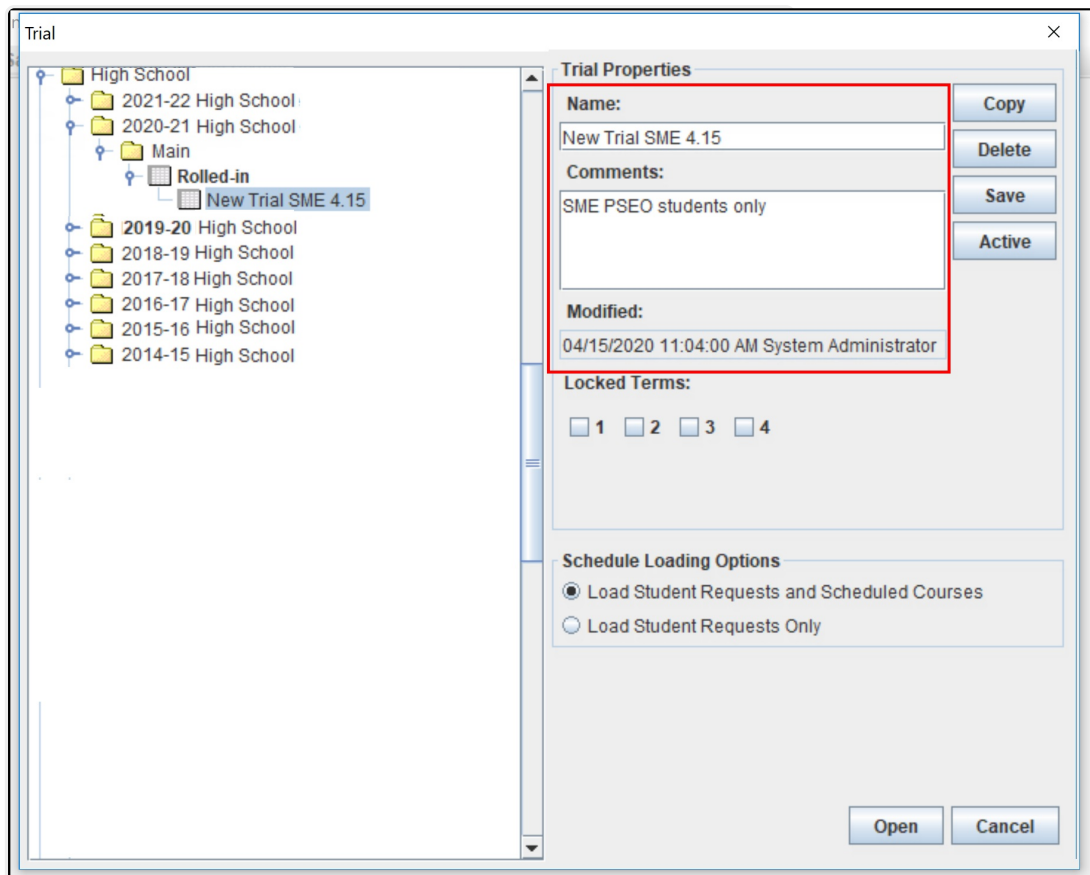 Trial
High School
2021-22 High School
2020-21 High School
Main
Rolled-in
New Trial SME 4.15
2019-20 High School
2018-19 High School
2017-18 High School
2016-17 High School
2015-16 High School
2014-15 High School
Trial Properties
Name:
New Trial SME 4.15
Comments:
SME PSEO students only
Modified:
04/15/2020 11:04:00 AM System Administrator
Locked Terms:
1 2 3 4
Copy
Delete
Save
Active
Schedule Loading Options
Load Student Requests and Scheduled Courses
Load Student Requests Only
Open Cancel